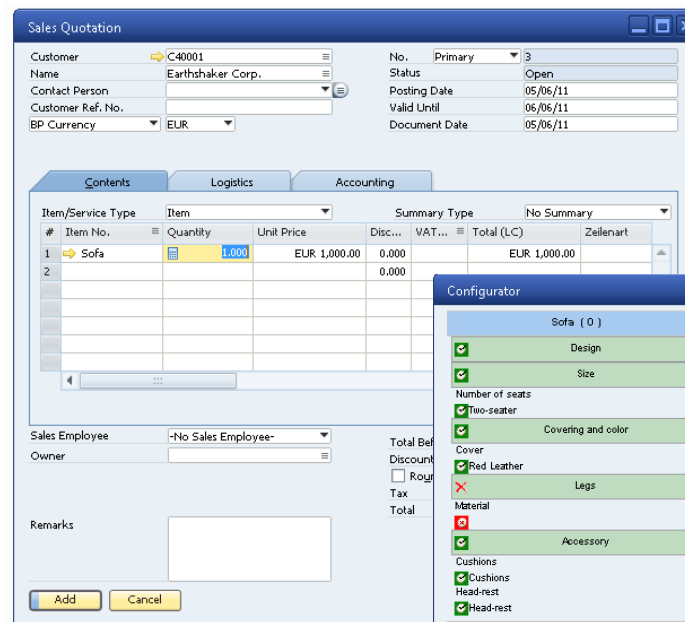 Sales Quotation
Customer C40001 No. Primary 3
Name Earthshaker Corp. Status Open
Contact Person Posting Date 05/06/11
Customer Ref. No. Valid Until 06/06/11
BP Currency EUR Document Date 05/06/11
Contents Logistics Accounting
Item/Service Type Item Summary Type No Summary
# Item No. Quantity Unit Price Disc... VAT... Total (LC) Zeilenart
1 Sofa 1.000 EUR 1,000.00 0.000 EUR 1,000.00
2 0.000
Sales Employee -No Sales Employee-
Owner
Total Bef
Discount
Tax
Total
Remarks
Add Cancel
Configurator
Sofa ( 0 )
Design
Size
Number of seats
Two-seater
Covering and color
Cover
Red Leather
Legs
Material
Accessory
Cushions
Cushions
Head-rest
Head-rest